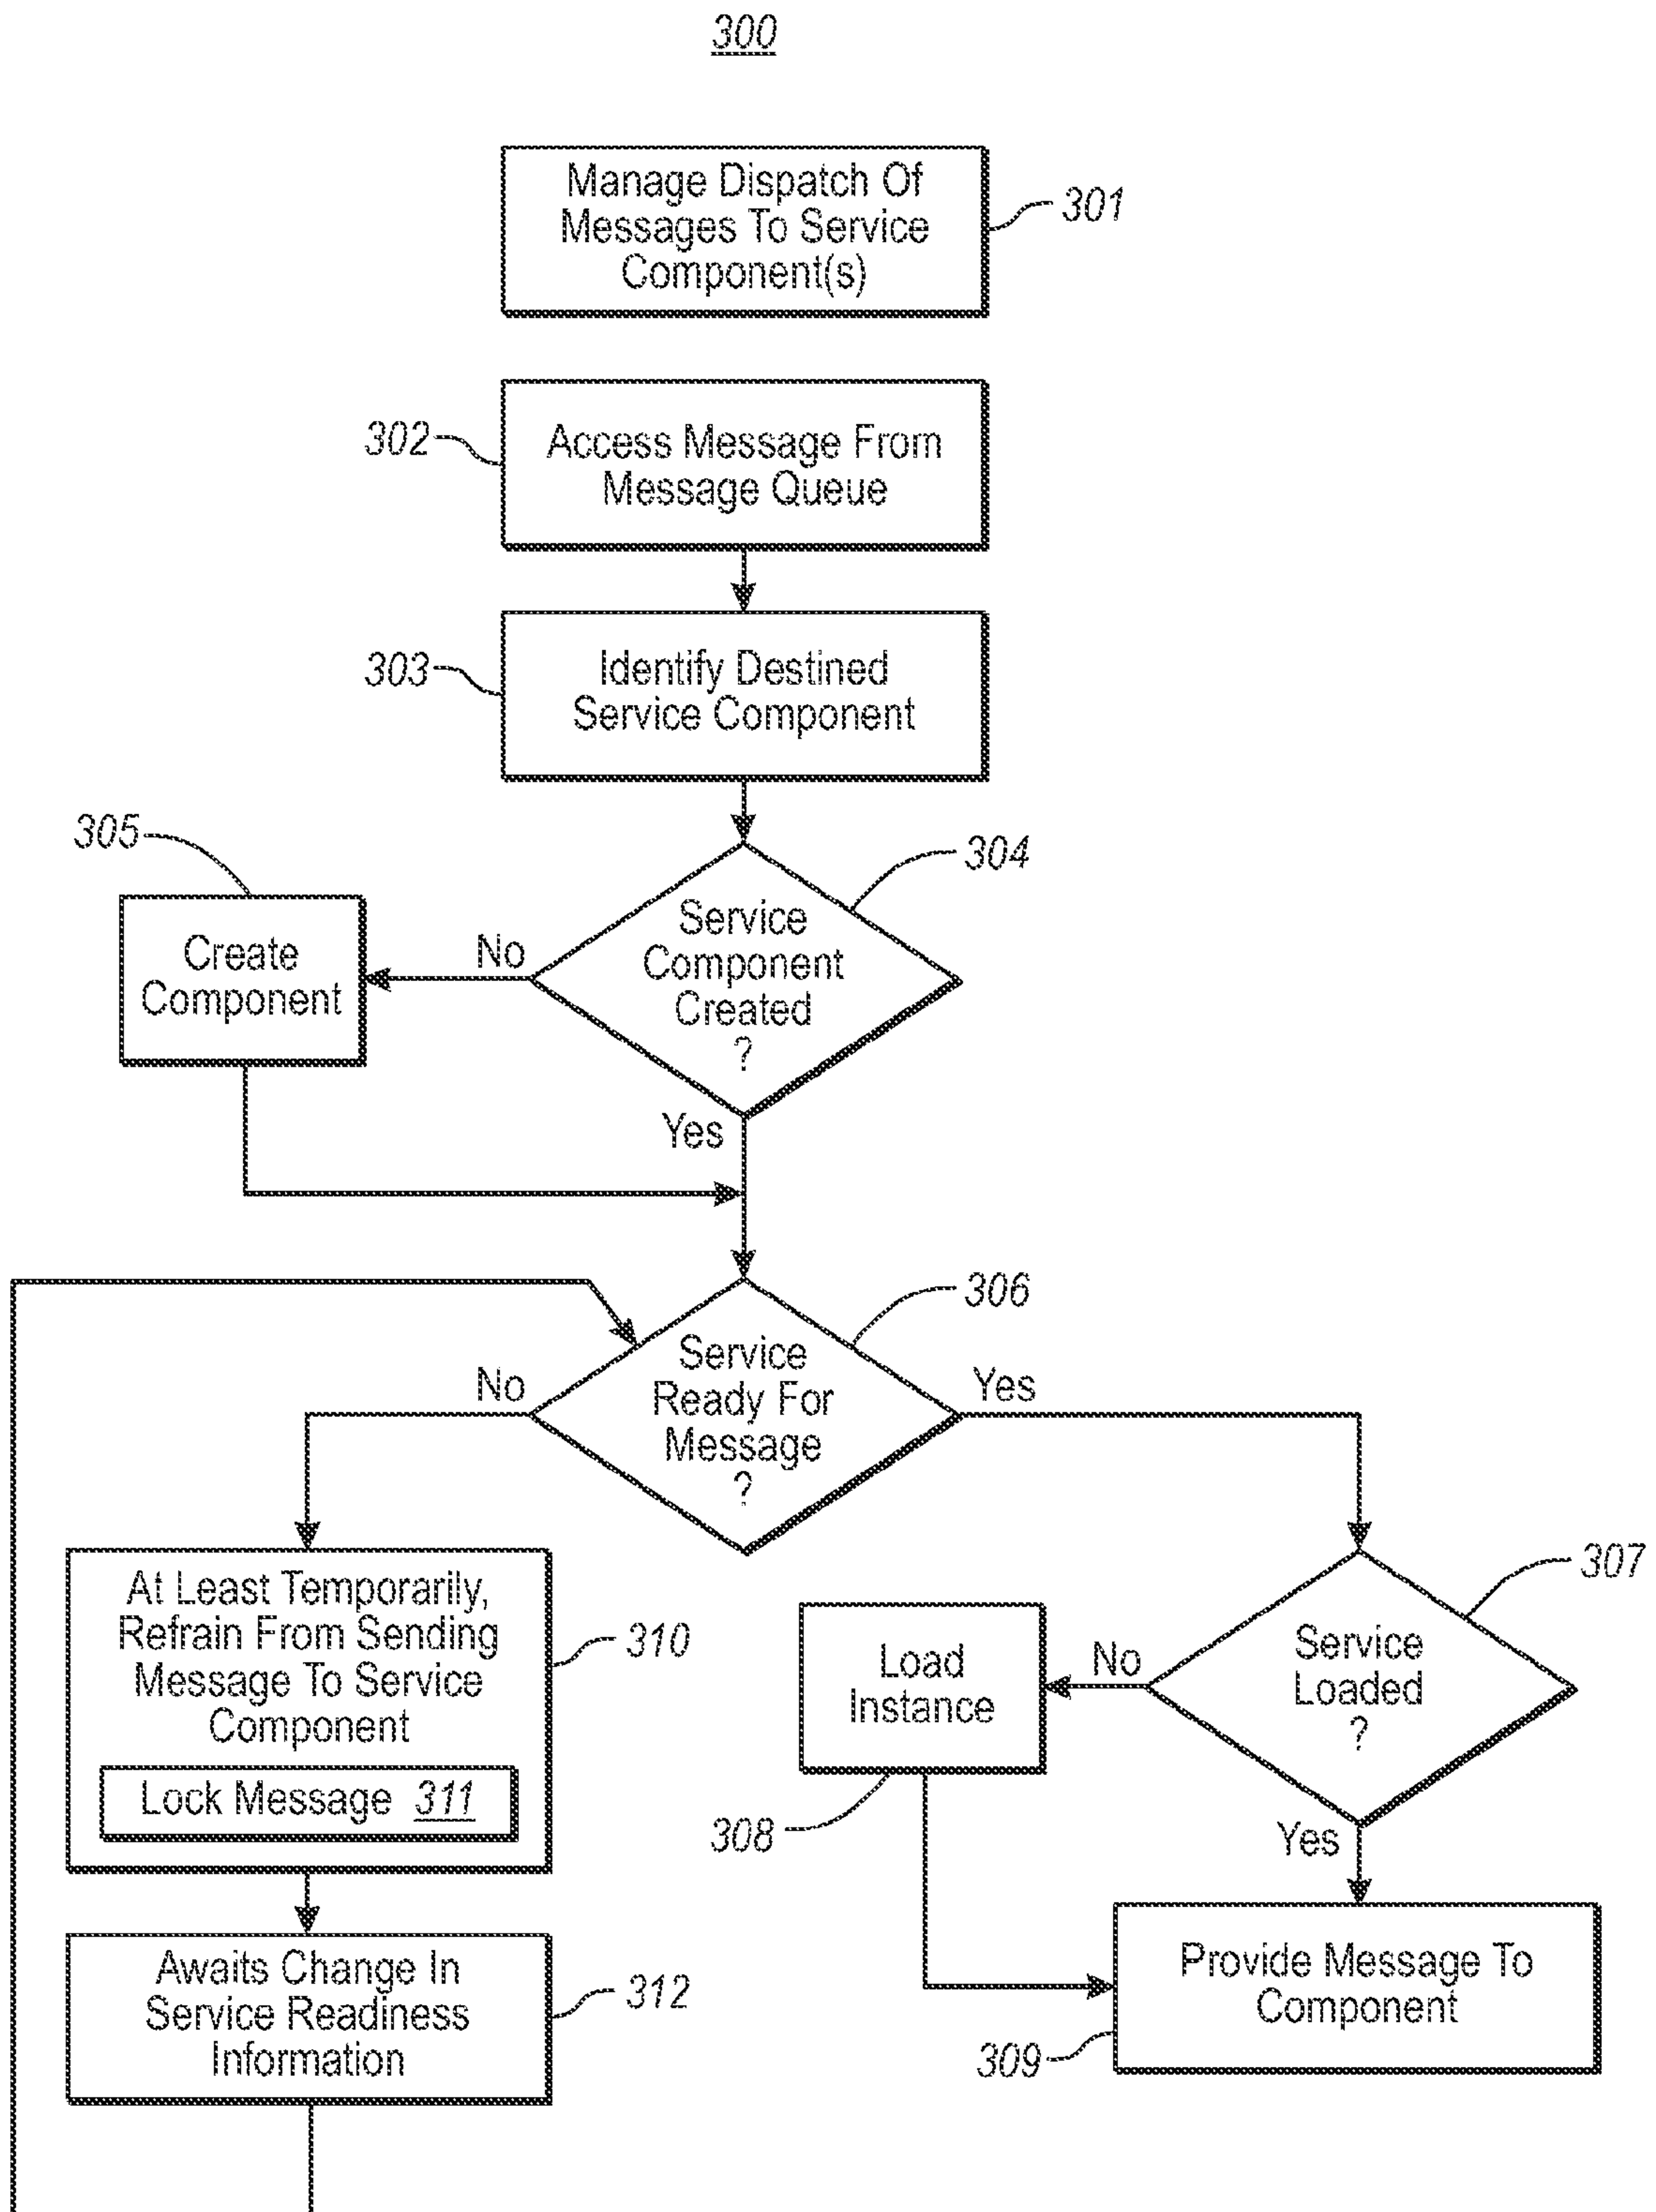 300
Manage Dispatch Of
Messages To Service
Component(s)
301
302
Access Message From
Message Queue
303
Identify Destined
Service Component
305
304
Create
Component
No
Service
Component
Created
?
Yes
306
No
Service
Ready For
Message
?
Yes
At Least Temporarily,
Refrain From Sending
Message To Service
Component
310
Lock Message 311
307
Load
Instance
No
Service
Loaded
?
308
Yes
Awaits Change In
Service Readiness
Information
312
Provide Message To
Component
309